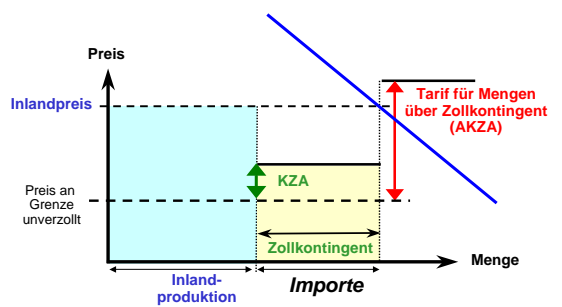 Preis
Tarif für Mengen
über Zollkontingent
(AKZA)
Inlandpreis
KZA
Preis an
Grenze
unverzollt
Zollkontingent
Menge
Inland-
produktion
Importe